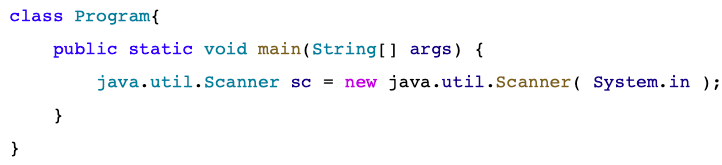 class Program{
    public static void main(String[] args) {
        java.util.Scanner sc = new java.util.Scanner( System.in );
    }
}